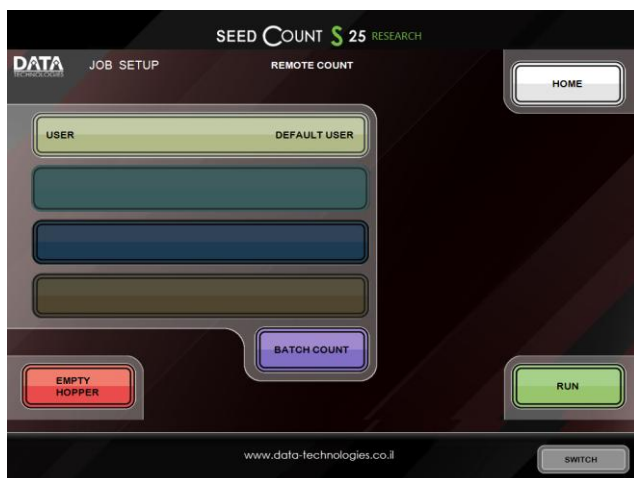 SEED COUNT S 25 RESEARCH
DATA
TECHNOLOGIES
JOB SETUP
REMOTE COUNT
HOME
USER DEFAULT USER
BATCH COUNT
EMPTY
HOPPER
RUN
www.data-technologies.co.il
SWITCH